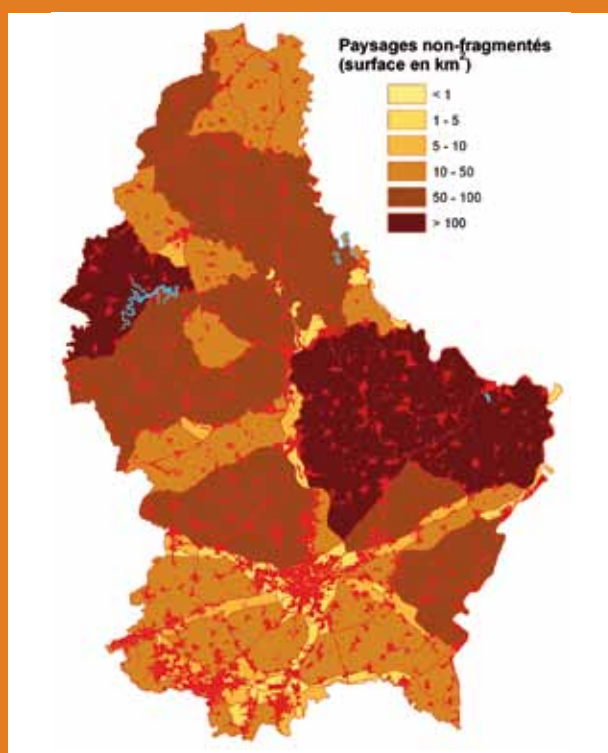 Paysages non-fragmentés
(surface en km²)
< 1
1 - 5
5 - 10
10 - 50
50 - 100
> 100